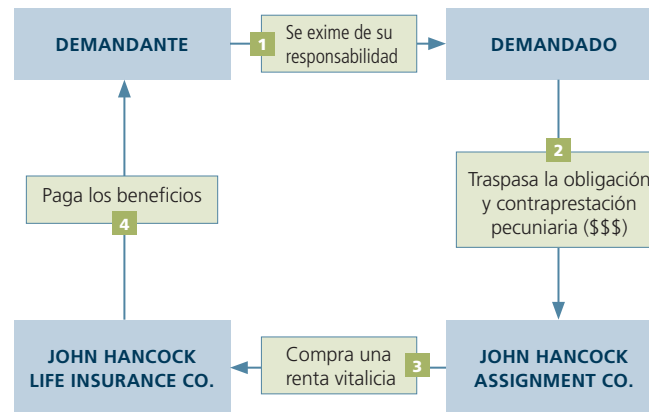 DEMANDANTE
1
Se exime de su
responsabilidad
DEMANDADO
2
Traspasa la obligación
y contraprestación
pecuniaria ($$$)
JOHN HANCOCK
ASSIGNMENT CO.
3
Compra una
renta vitalicia
JOHN HANCOCK
LIFE INSURANCE CO.
Paga los beneficios
4